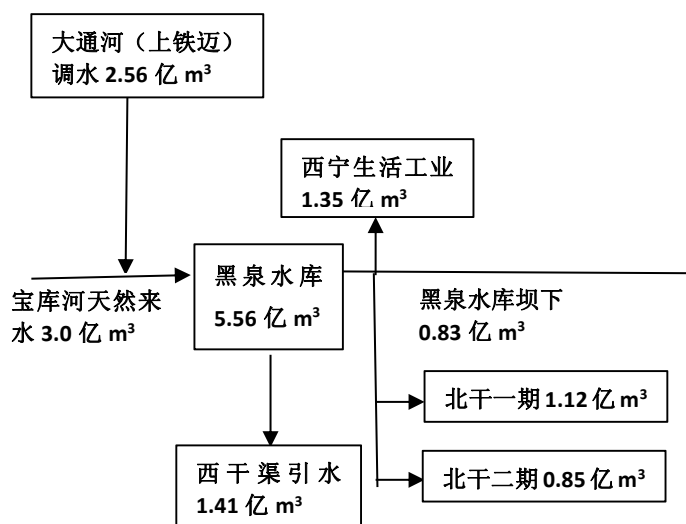 大通河（上铁迈）
调水 2.56 亿 m³
西宁生活工业
1.35 亿 m³
黑泉水库
5.56 亿 m³
宝库河天然来
水 3.0 亿 m³
黑泉水库坝下
0.83 亿 m³
北干一期 1.12 亿 m³
西干渠引水
1.41 亿 m³
北干二期 0.85 亿 m³